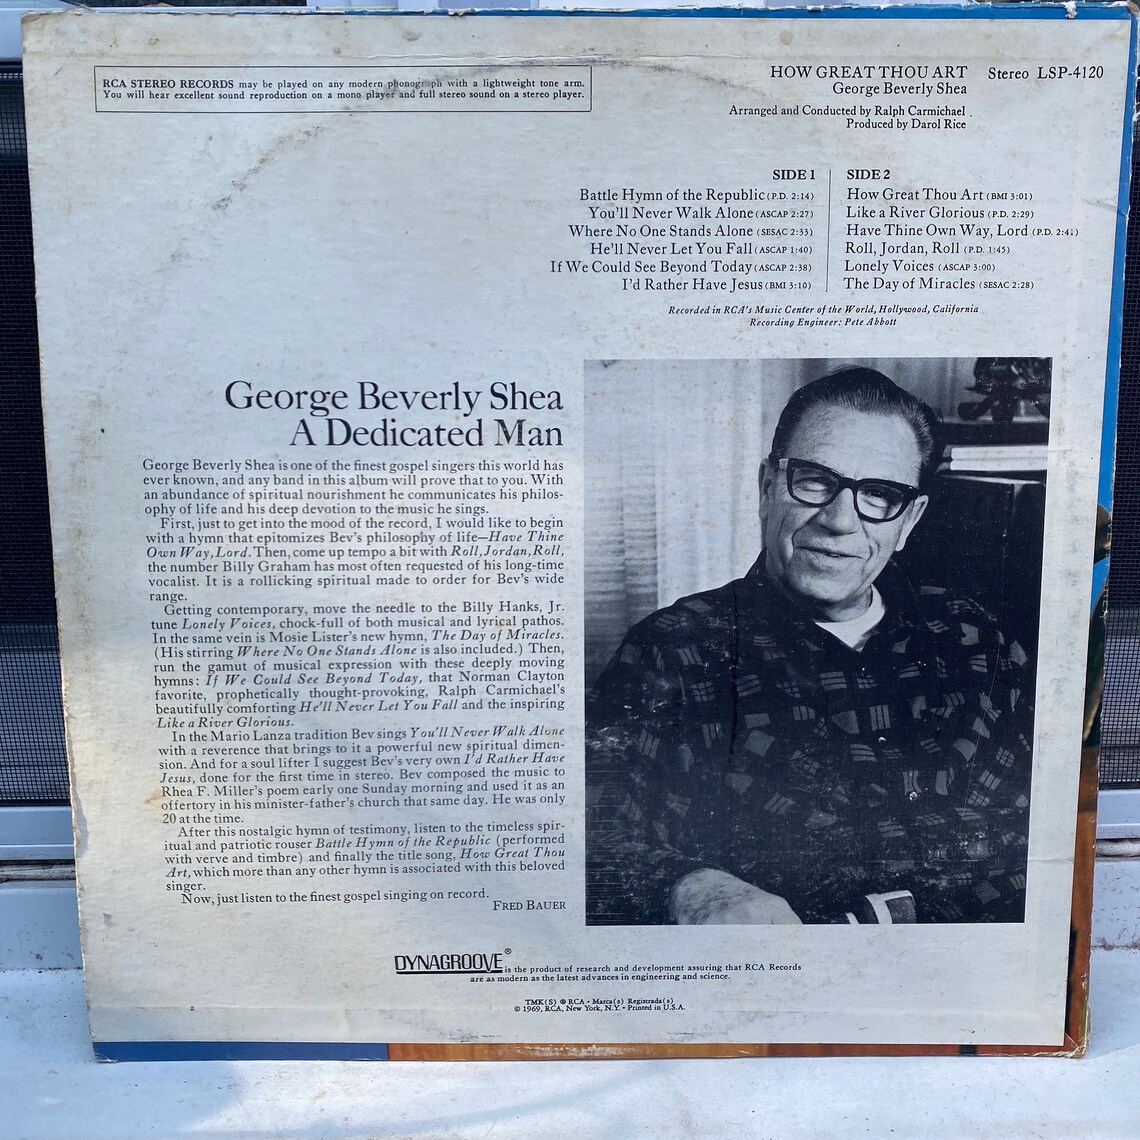 RCA STEREO RECORDS may be played on any modern phonograph with a lightweight tone arm.
You will hear excellent sound reproduction on a mono player and full stereo sound on a stereo player.
HOW GREAT THOU ART Stereo LSP-4120
George Beverly Shea
Arranged and Conducted by Ralph Carmichael
Produced by Darol Rice
SIDE 1
Battle Hymn of the Republic (P.D. 2:14)
You'll Never Walk Alone (ASCAP 2:27)
Where No One Stands Alone (SESAC 2:33)
He'll Never Let You Fall (ASCAP 1:40)
If We Could See Beyond Today (ASCAP 2:38)
I'd Rather Have Jesus (BMI 3:10)
SIDE 2
How Great Thou Art (BMI 3:01)
Like a River Glorious (P.D. 2:29)
Have Thine Own Way, Lord (P.D. 2:41)
Roll, Jordan, Roll (P.D. 1:45)
Lonely Voices (ASCAP 3:00)
The Day of Miracles (SESAC 2:28)
Recorded in RCA's Music Center of the World, Hollywood, California
Recording Engineer: Pete Abbott
George Beverly Shea
A Dedicated Man
George Beverly Shea is one of the finest gospel singers this world has
ever known, and any band in this album will prove that to you. With
an abundance of spiritual nourishment he communicates his philos-
ophy of life and his deep devotion to the music he sings.
First, just to get into the mood of the record, I would like to begin
with a hymn that epitomizes Bev's philosophy of life—Have Thine
Own Way, Lord. Then, come up tempo a bit with Roll, Jordan, Roll,
the number Billy Graham has most often requested of his long-time
vocalist. It is a rollicking spiritual made to order for Bev's wide
range.
Getting contemporary, move the needle to the Billy Hanks, Jr.
tune Lonely Voices, chock-full of both musical and lyrical pathos.
In the same vein is Mosie Lister's new hymn, The Day of Miracles.
(His stirring Where No One Stands Alone is also included.) Then,
run the gamut of musical expression with these deeply moving
hymns: If We Could See Beyond Today, that Norman Clayton
favorite, prophetically thought-provoking, Ralph Carmichael's
beautifully comforting He'll Never Let You Fall and the inspiring
Like a River Glorious.
In the Mario Lanza tradition Bev sings You'll Never Walk Alone
with a reverence that brings to it a powerful new spiritual dimen-
sion. And for a soul lifter I suggest Bev's very own I'd Rather Have
Jesus, done for the first time in stereo. Bev composed the music to
Rhea F. Miller's poem early one Sunday morning and used it as an
offertory in his minister-father's church that same day. He was only
20 at the time.
After this nostalgic hymn of testimony, listen to the timeless spir-
itual and patriotic rouser Battle Hymn of the Republic (performed
with verve and timbre) and finally the title song, How Great Thou
Art, which more than any other hymn is associated with this beloved
singer.
Now, just listen to the finest gospel singing on record.
FRED BAUER
DYNAGROOVE® is the product of research and development assuring that RCA Records
are as modern as the latest advances in engineering and science.
TMK(S) ® RCA • Marca(s) Registrada(s)
© 1969, RCA, New York, N.Y. • Printed in U.S.A.